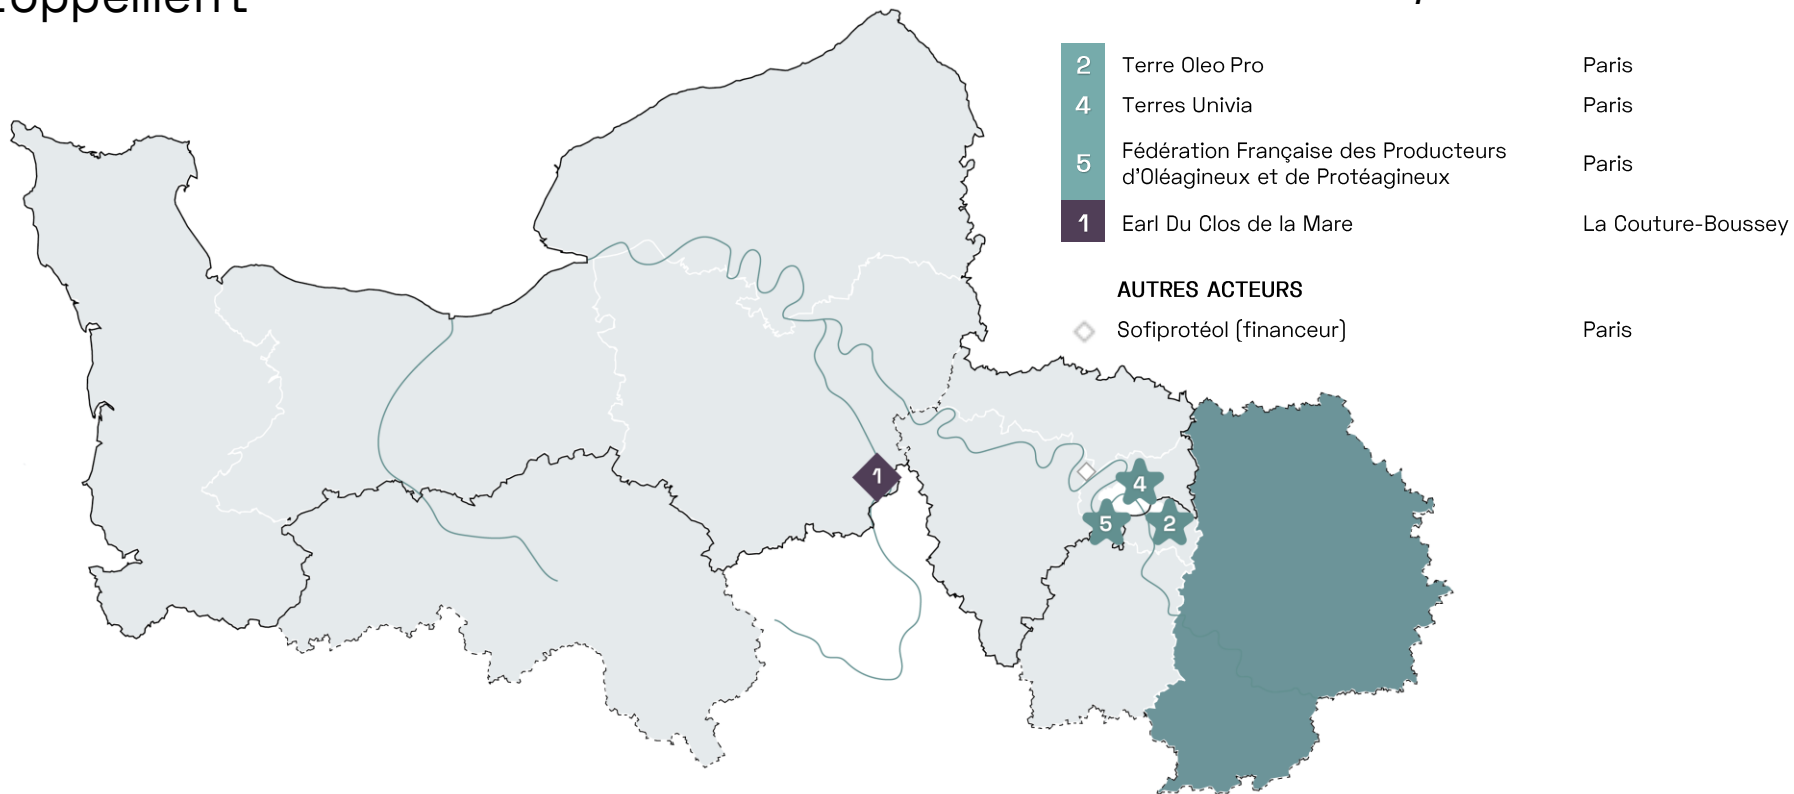 2 Terre Oleo Pro Paris
4 Terres Univia Paris
5 Fédération Française des Producteurs
d'Oléagineux et de Protéagineux Paris
1 Earl Du Clos de la Mare La Couture-Boussey
AUTRES ACTEURS
Sofiprotéol (financeur) Paris
1
4
5 2